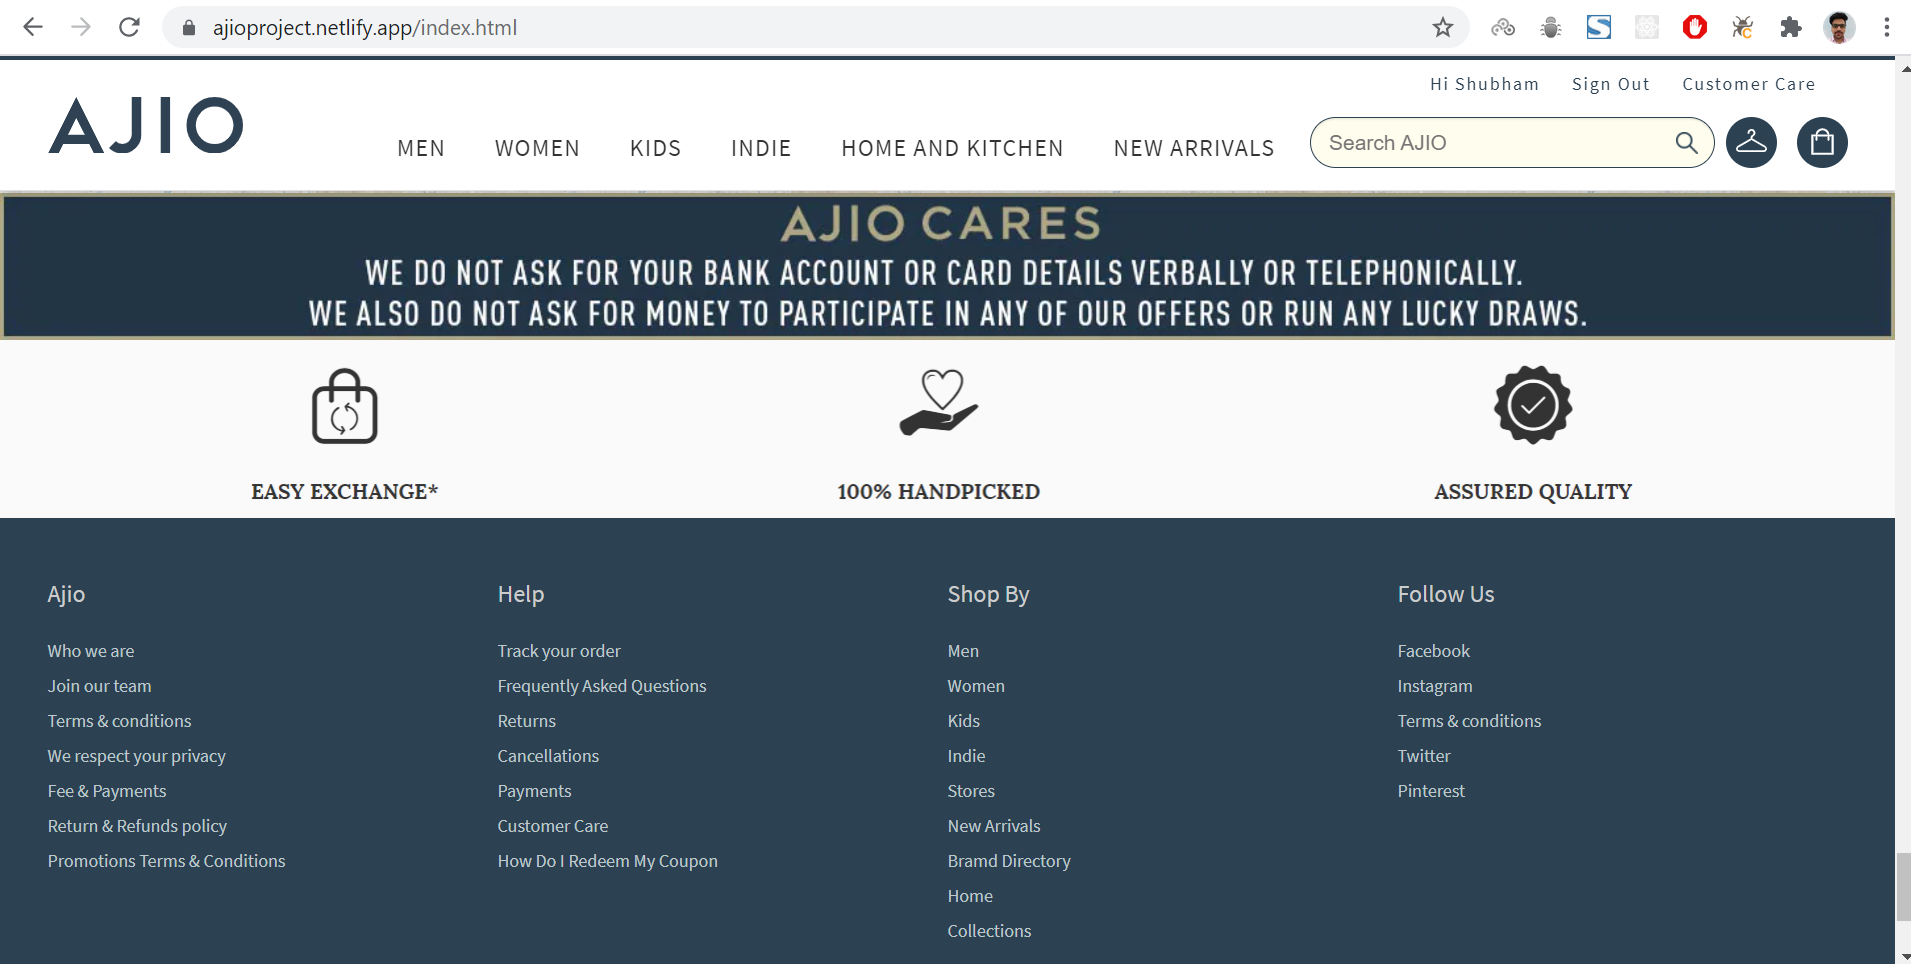 ajioproject.netlify.app/index.html
Hi Shubham Sign Out Customer Care
AJIO
MEN WOMEN KIDS INDIE HOME AND KITCHEN NEW ARRIVALS
Search AJIO
AJIO CARES
WE DO NOT ASK FOR YOUR BANK ACCOUNT OR CARD DETAILS VERBALLY OR TELEPHONICALLY.
WE ALSO DO NOT ASK FOR MONEY TO PARTICIPATE IN ANY OF OUR OFFERS OR RUN ANY LUCKY DRAWS.
EASY EXCHANGE*
100% HANDPICKED
ASSURED QUALITY
Ajio
Who we are
Join our team
Terms & conditions
We respect your privacy
Fee & Payments
Return & Refunds policy
Promotions Terms & Conditions
Help
Track your order
Frequently Asked Questions
Returns
Cancellations
Payments
Customer Care
How Do I Redeem My Coupon
Shop By
Men
Women
Kids
Indie
Stores
New Arrivals
Bramd Directory
Home
Collections
Follow Us
Facebook
Instagram
Terms & conditions
Twitter
Pinterest